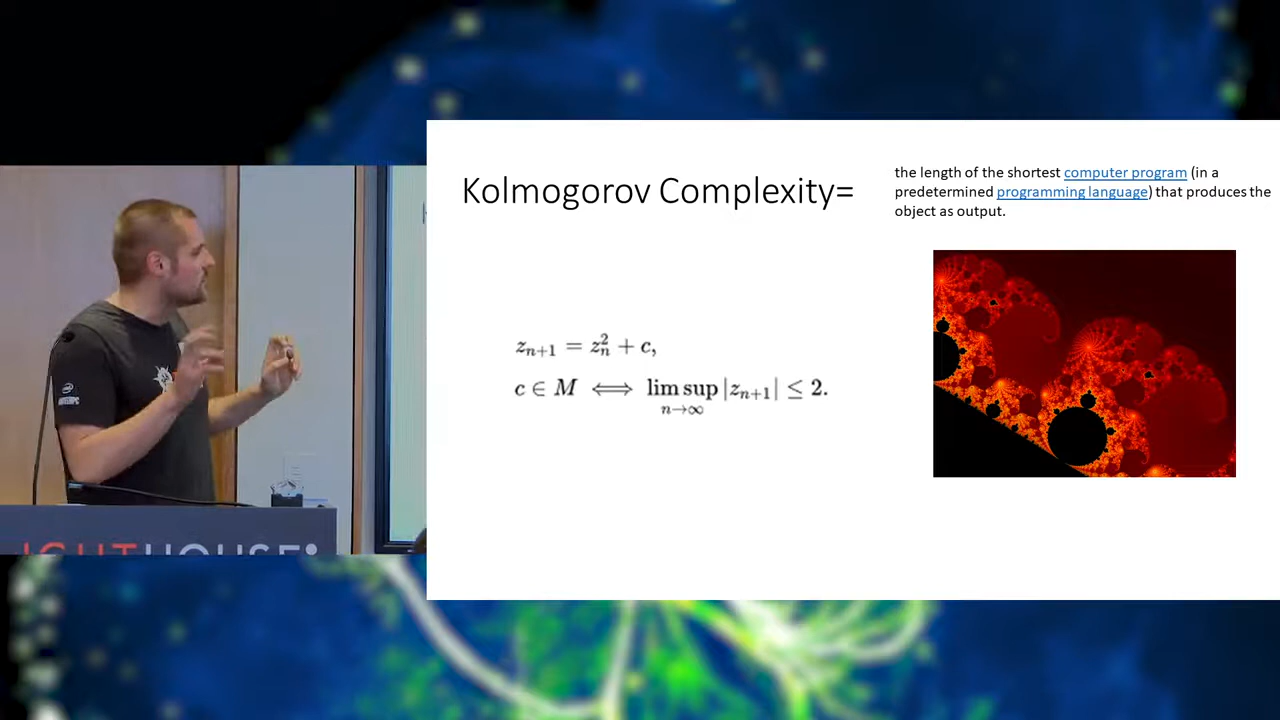 Kolmogorov Complexity=
the length of the shortest computer program (in a
predetermined programming language) that produces the
object as output.
z_{n+1} = z_n^2 + c,
c ∈ M ⟺ lim sup_{n→∞} |z_{n+1}| ≤ 2.